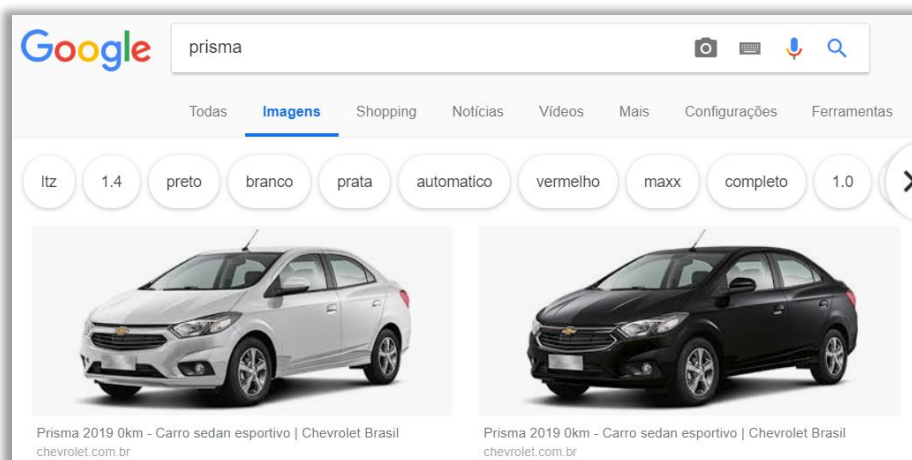 Google prisma
Todas Imagens Shopping Notícias Vídeos Mais Configurações Ferramentas
ltz 1.4 preto branco prata automatico vermelho maxx completo 1.0
Prisma 2019 0km - Carro sedan esportivo | Chevrolet Brasil
chevrolet.com.br
Prisma 2019 0km - Carro sedan esportivo | Chevrolet Brasil
chevrolet.com.br